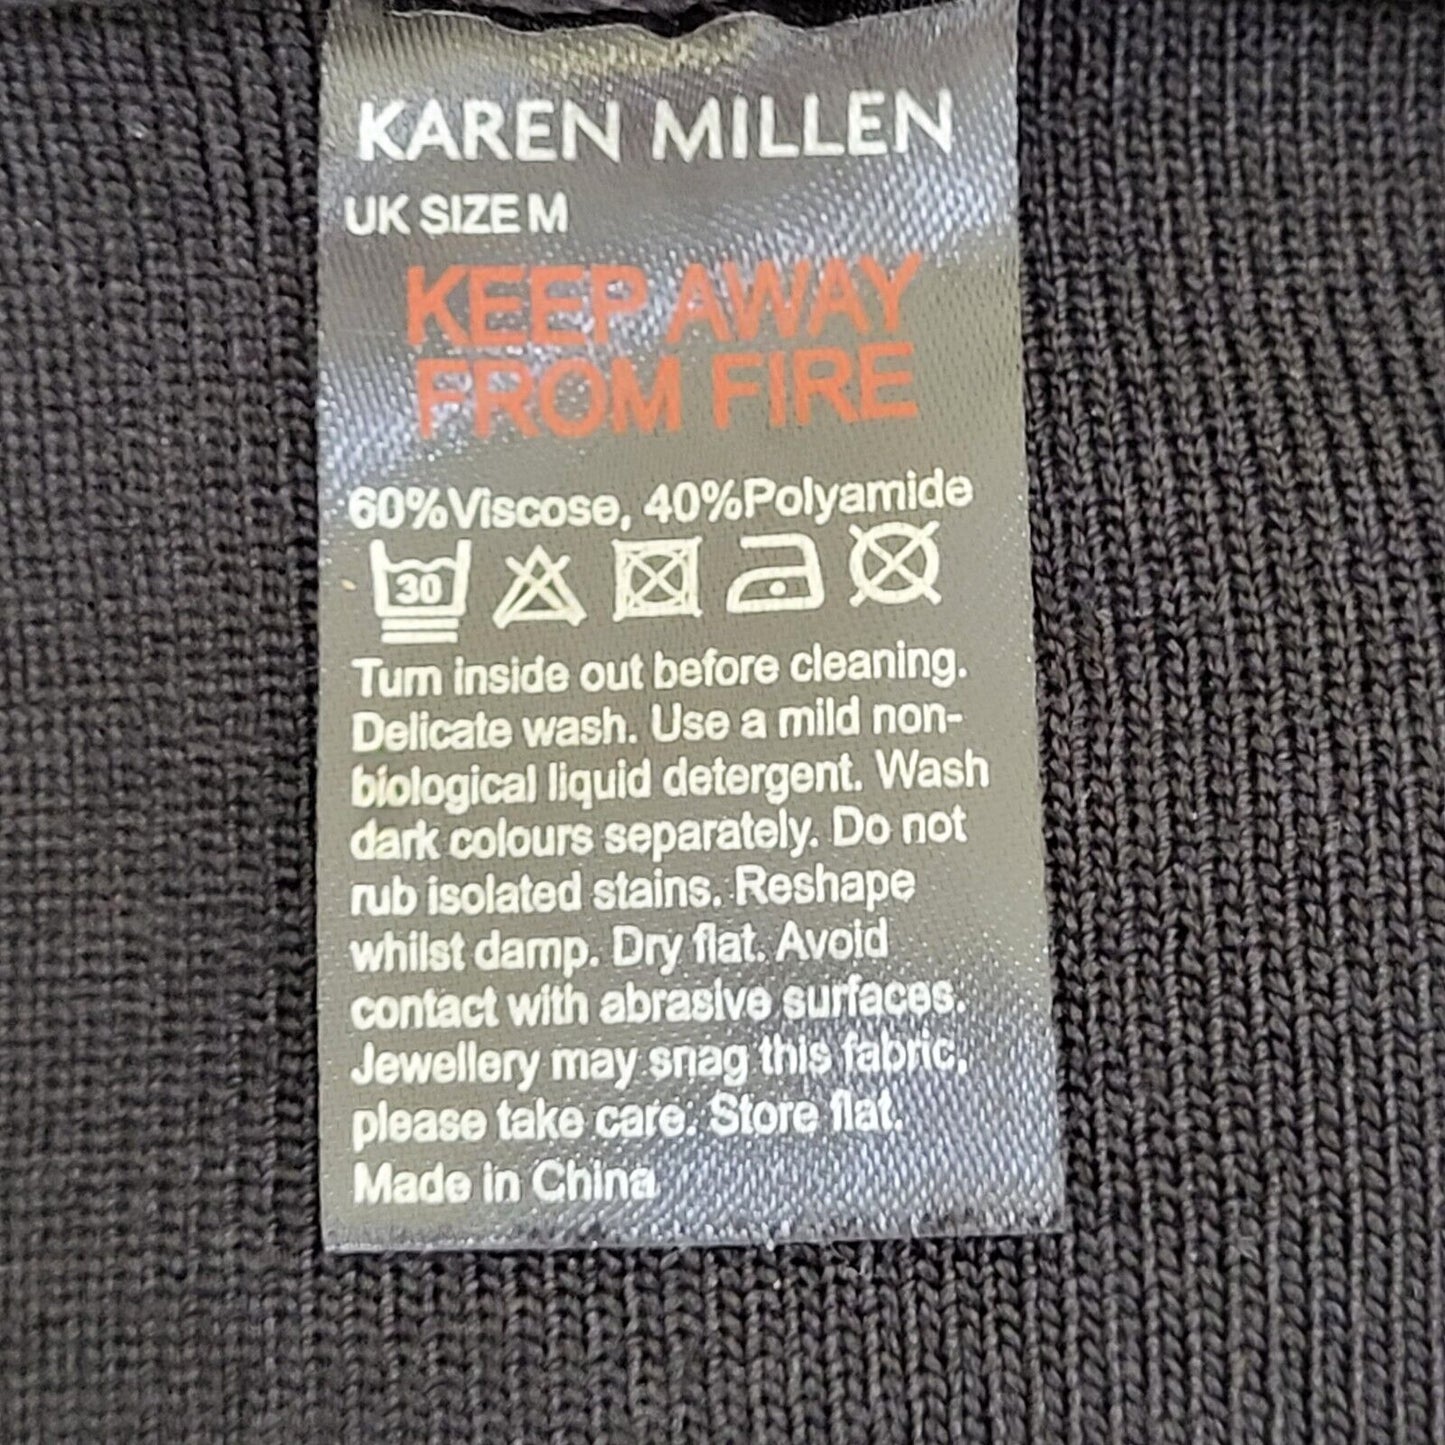 KAREN MILLEN
UK SIZE M
KEEP AWAY
FROM FIRE
60%Viscose, 40%Polyamide
30
Turn inside out before cleaning.
Delicate wash. Use a mild non-
biological liquid detergent. Wash
dark colours separately. Do not
rub isolated stains. Reshape
whilst damp. Dry flat. Avoid
contact with abrasive surfaces.
Jewellery may snag this fabric,
please take care. Store flat.
Made in China